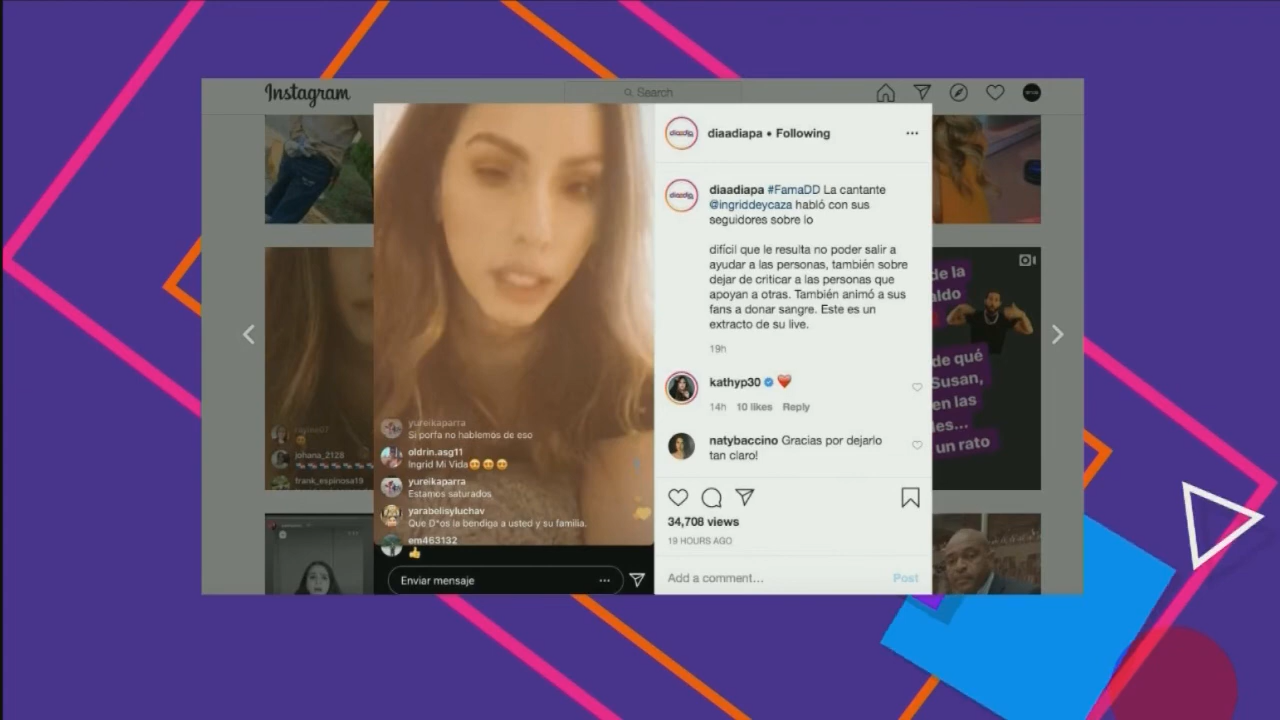 Instagram
Search
diaadiapa • Following
diaadiapa #FamaDD La cantante
@ingriddeycaza habló con sus
seguidores sobre lo
difícil que le resulta no poder salir a
ayudar a las personas, también sobre
dejar de criticar a las personas que
apoyan a otras. También animó a sus
fans a donar sangre. Este es un
extracto de su live.
19h
kathyp30
14h 10 likes Reply
natybaccino Gracias por dejarlo
tan claro!
34,708 views
19 HOURS AGO
Add a comment... Post
yureikaparra
Si porfa no hablemos de eso
oldrin.asg11
Ingrid Mi Vida
yureikaparra
Estamos saturados
yarabelisyluchav
Que D*os la bendiga a usted y su familia.
em463132
Enviar mensaje
johana_2128
frank_espinosa19
de la
aldo
de qué
Susan,
en las
es...
un rato